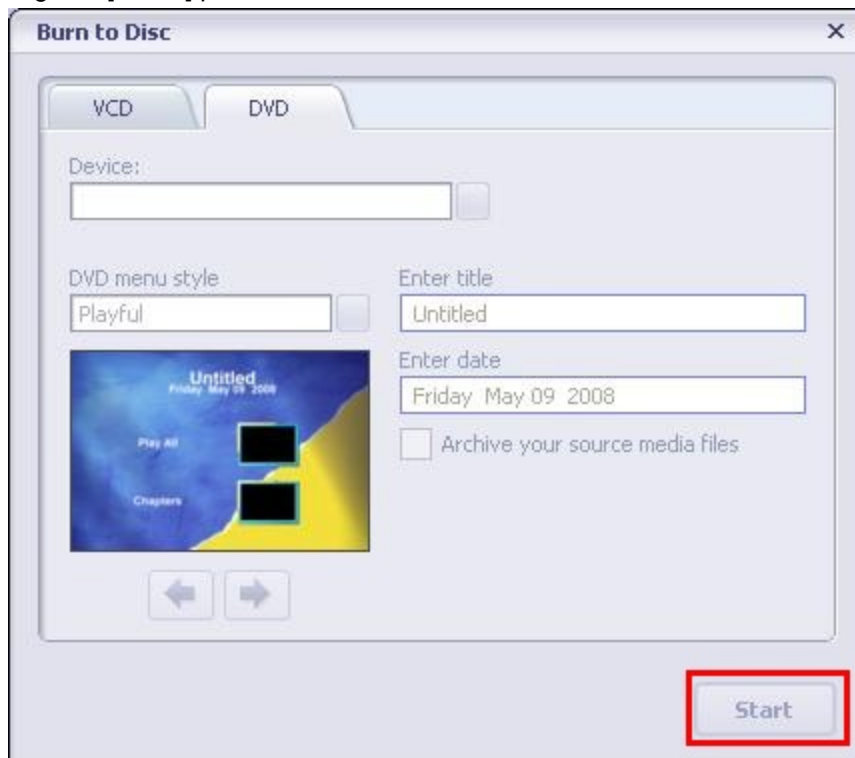 Burn to Disc
VCD DVD
Device:
DVD menu style
Playful
Enter title
Untitled
Untitled
Friday May 09 2008
Play All
Chapters
Enter date
Friday May 09 2008
Archive your source media files
Start